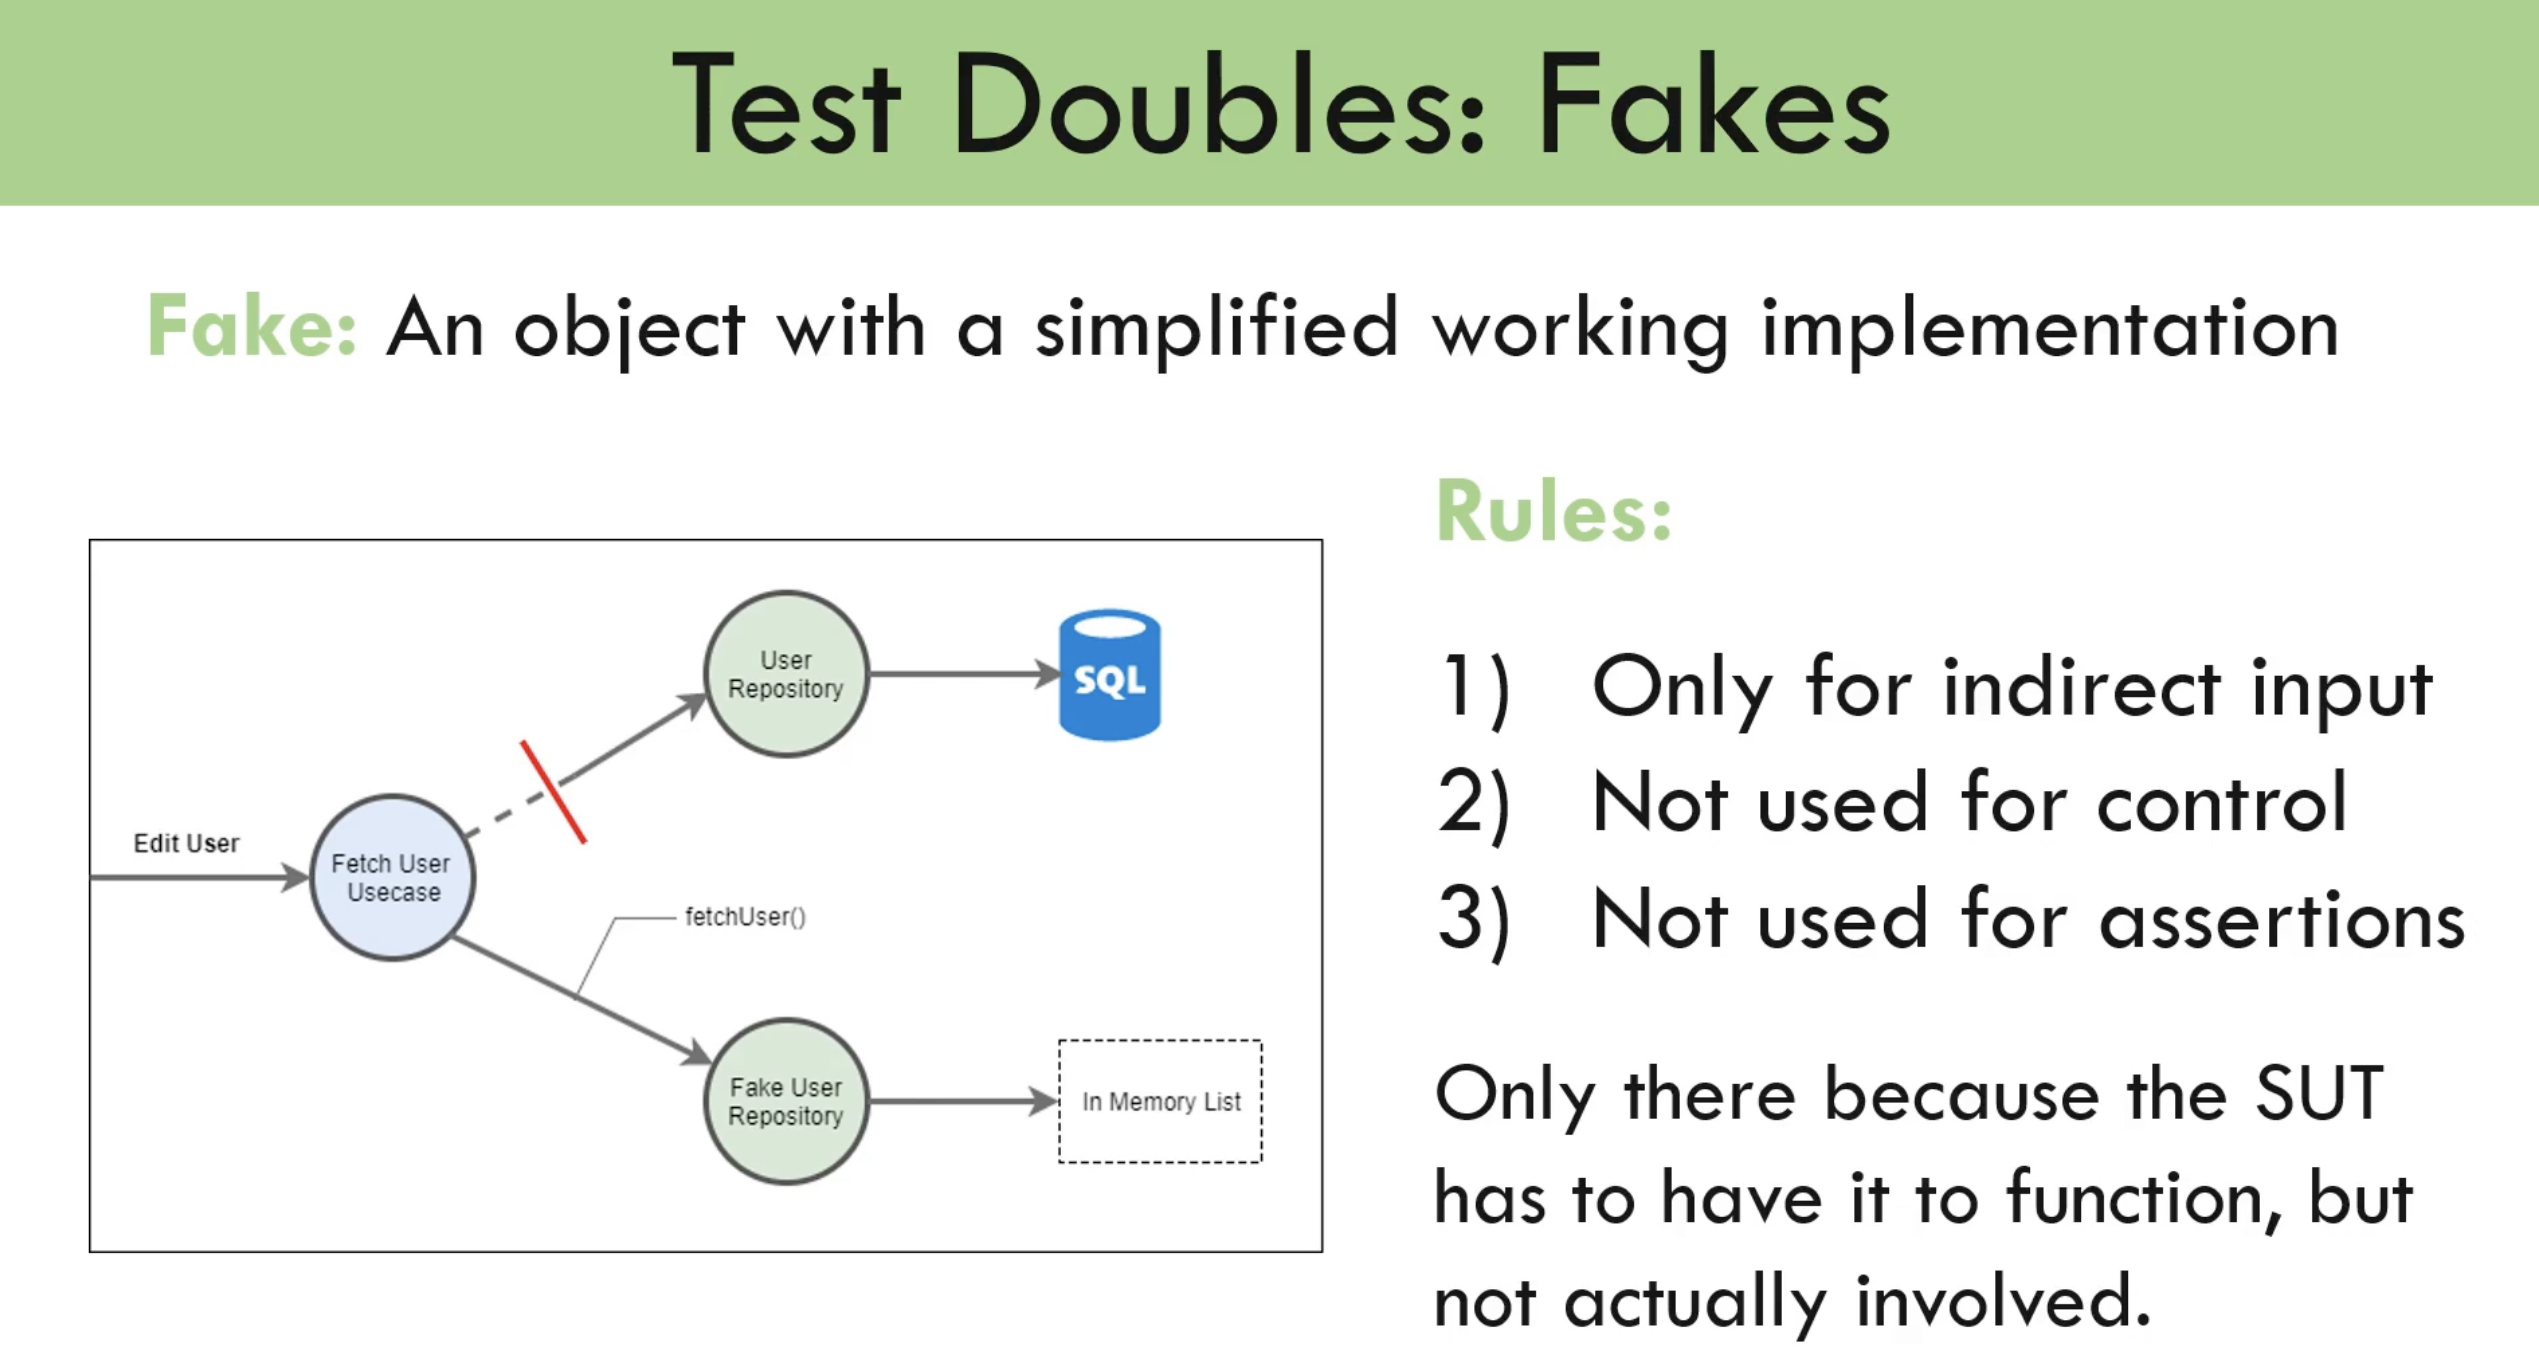 Test Doubles: Fakes
Fake: An object with a simplified working implementation
Edit User
Fetch User
Usecase
User
Repository
SQL
fetchUser()
Fake User
Repository
In Memory List
Rules:
1) Only for indirect input
2) Not used for control
3) Not used for assertions
Only there because the SUT
has to have it to function, but
not actually involved.